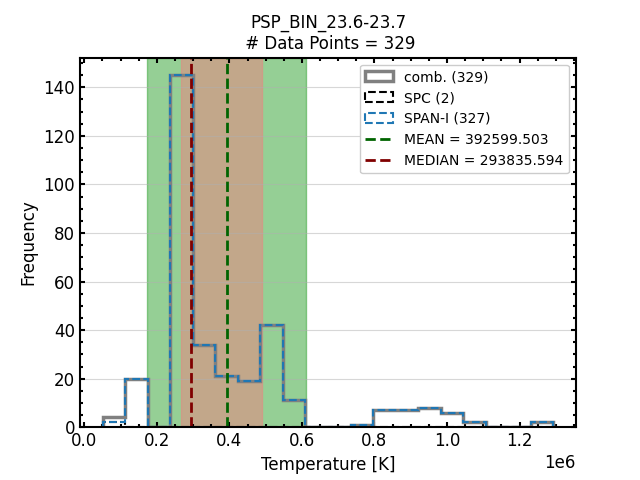 PSP_BIN_23.6-23.7
# Data Points = 329
comb. (329)
SPC (2)
SPAN-I (327)
MEAN = 392599.503
MEDIAN = 293835.594
Frequency
140
120
100
80
60
40
20
0
0.0 0.2 0.4 0.6 0.8 1.0 1.2
1e6
Temperature [K]